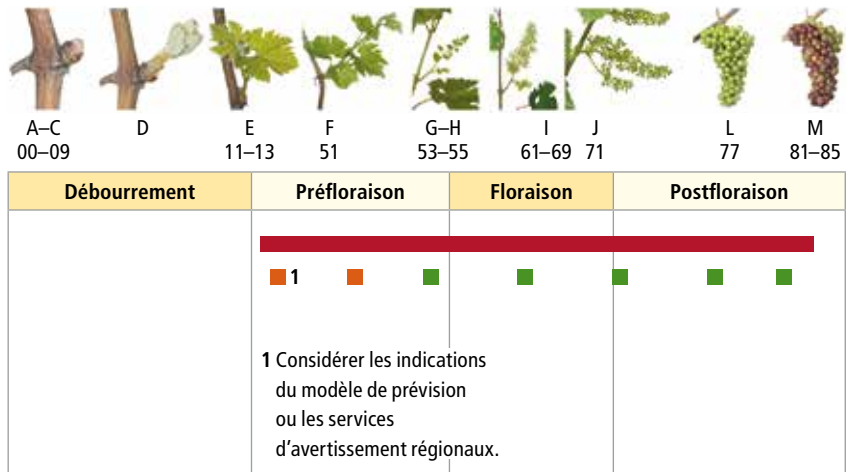 A–C D E F G–H I J L M
00–09 11–13 51 53–55 61–69 71 77 81–85
Débourrement Préfloraison Floraison Postfloraison
1
1 Considérer les indications
du modèle de prévision
ou les services
d'avertissement régionaux.